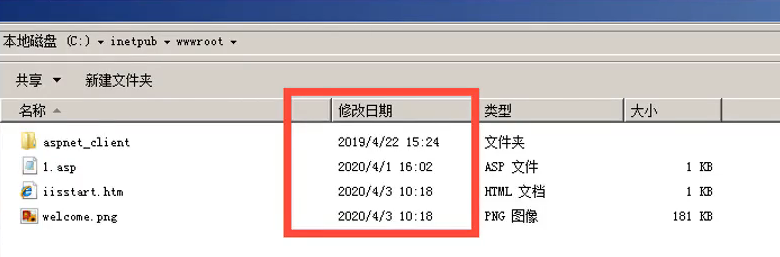 本地磁盘 (C:) ▾ inetpub ▾ wwwroot ▾
共享 ▾ 新建文件夹
名称 修改日期 类型 大小
aspnet_client 2019/4/22 15:24 文件夹
1.asp 2020/4/1 16:02 ASP 文件 1 KB
iisstart.htm 2020/4/3 10:18 HTML 文档 1 KB
welcome.png 2020/4/3 10:18 PNG 图像 181 KB